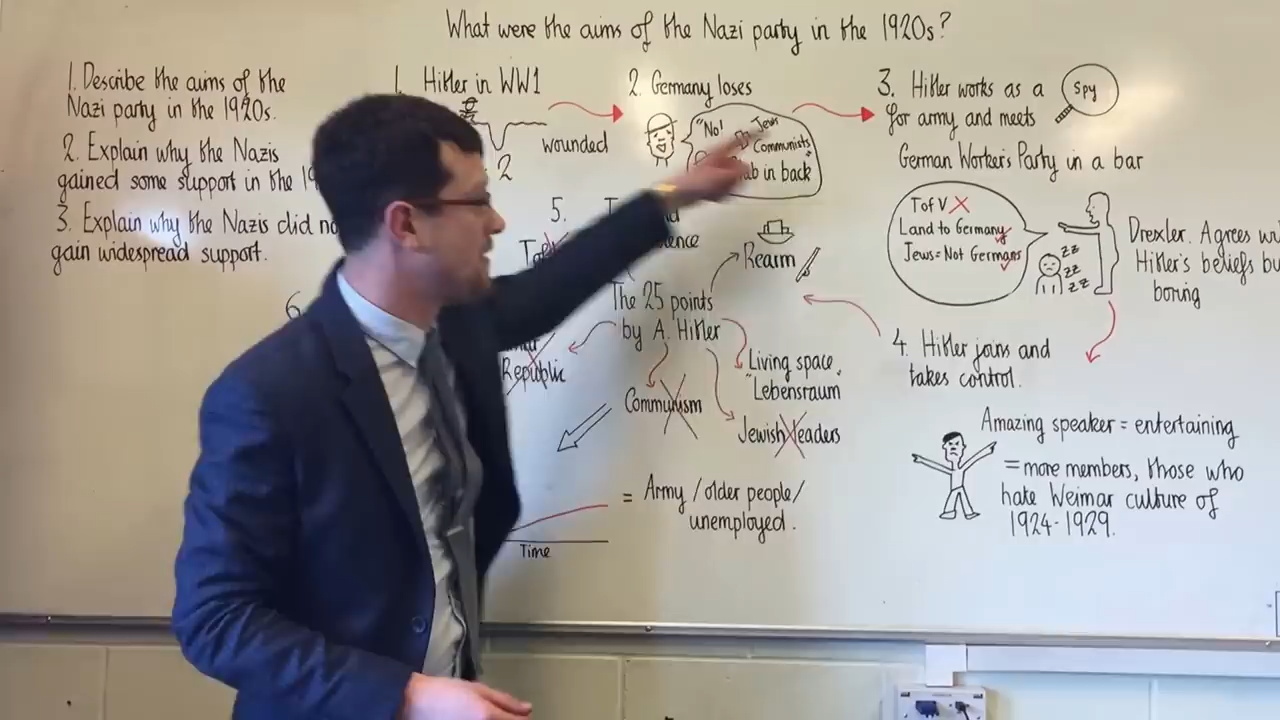 What were the aims of the Nazi party in the 1920s?
1. Describe the aims of the
Nazi party in the 1920s.
2. Explain why the Nazis
gained some support in the
3. Explain why the Nazis did
gain widespread support.
1. Hitler in WW1
wounded
2
2. Germany loses
"No!
Jews
Communists
in back"
3. Hitler works as a
Spy
for army and meets
German Worker's Party in a bar
T of V X
Land to Germany
Jews = Not Germans
zz
zz
zz
Drexler. Agrees
Hitler's beliefs
boring
4. Hitler joins and
takes control.
Amazing speaker = entertaining
= more members, those who
hate Weimar culture of
1924-1929.
5.
Rearm
The 25 points
by A. Hitler
Republic
Communism
Living space
"Lebensraum"
Jewish leaders
6
Time
= Army / older people /
unemployed.